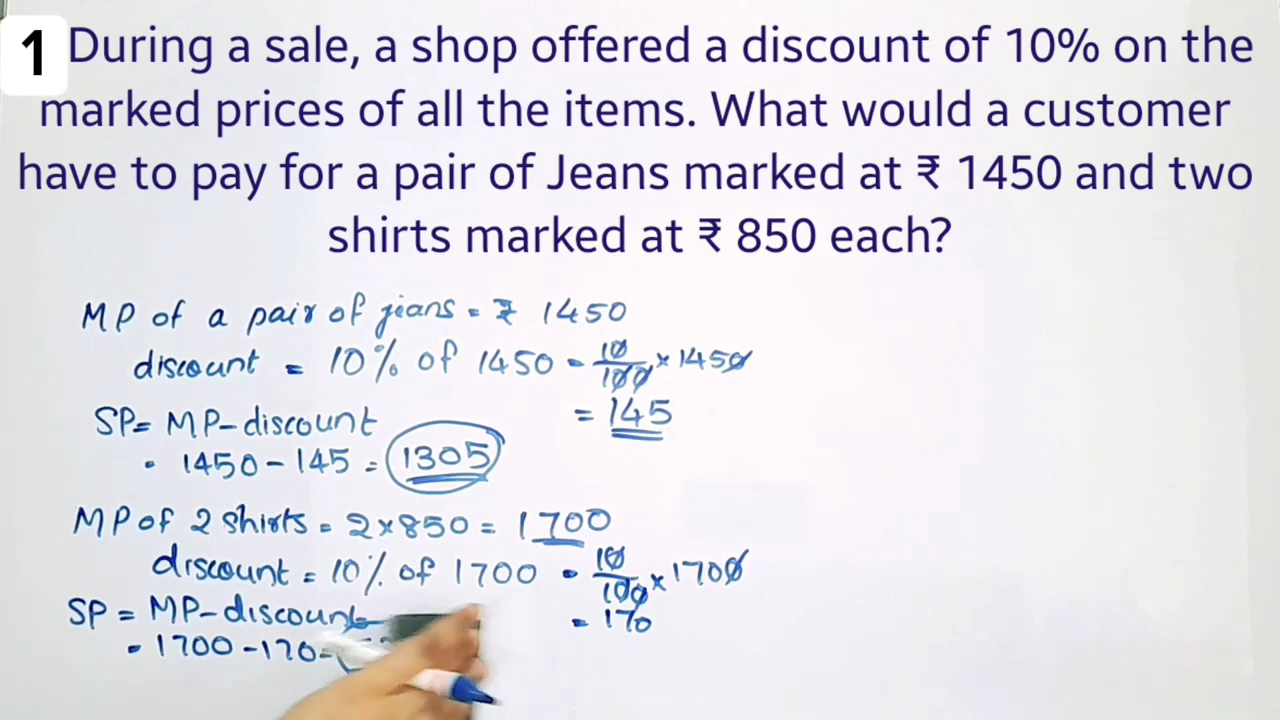 1 During a sale, a shop offered a discount of 10% on the
marked prices of all the items. What would a customer
have to pay for a pair of Jeans marked at ₹ 1450 and two
shirts marked at ₹ 850 each?
MP of a pair of jeans = ₹ 1450
discount = 10% of 1450 = 10/100 × 1450
= 145
SP = MP - discount
= 1450 - 145 = 1305
MP of 2 shirts = 2×850 = 1700
discount = 10% of 1700 = 10/100 × 1700
= 170
SP = MP - discount
= 1700 - 170 =